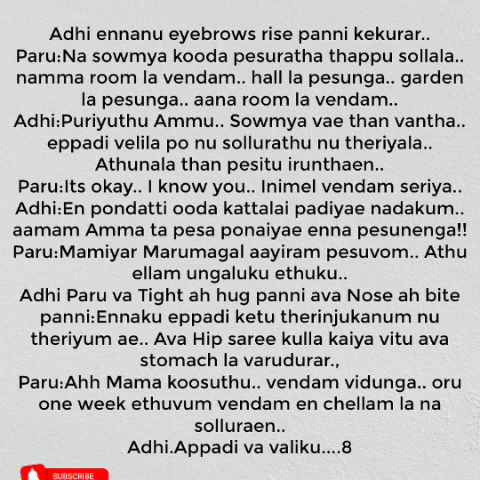 Adhi ennanu eyebrows rise panni kekurar..
Paru:Na sowmya kooda pesuratha thappu sollala..
namma room la vendam.. hall la pesunga.. garden
la pesunga.. aana room la vendam..
Adhi:Puriyuthu Ammu.. Sowmya vae than vantha..
eppadi velila po nu sollurathu nu theriyala..
Athunala than pesitu irunthaen..
Paru:Its okay.. I know you.. Inimel vendam seriya..
Adhi:En pondatti ooda kattalai padiyae nadakum..
aamam Amma ta pesa ponaiyae enna pesunenga!!
Paru:Mamiyar Marumagal aayiram pesuvom.. Athu
ellam ungaluku ethuku..
Adhi Paru va Tight ah hug panni ava Nose ah bite
panni:Ennaku eppadi ketu therinjukanum nu
theriyum ae.. Ava Hip saree kulla kaiya vitu ava
stomach la varudurar.,
Paru:Ahh Mama koosuthu.. vendam vidunga.. oru
one week ethuvum vendam en chellam la na
solluraen..
Adhi.Appadi va valiku....8
SUBSCRIBE